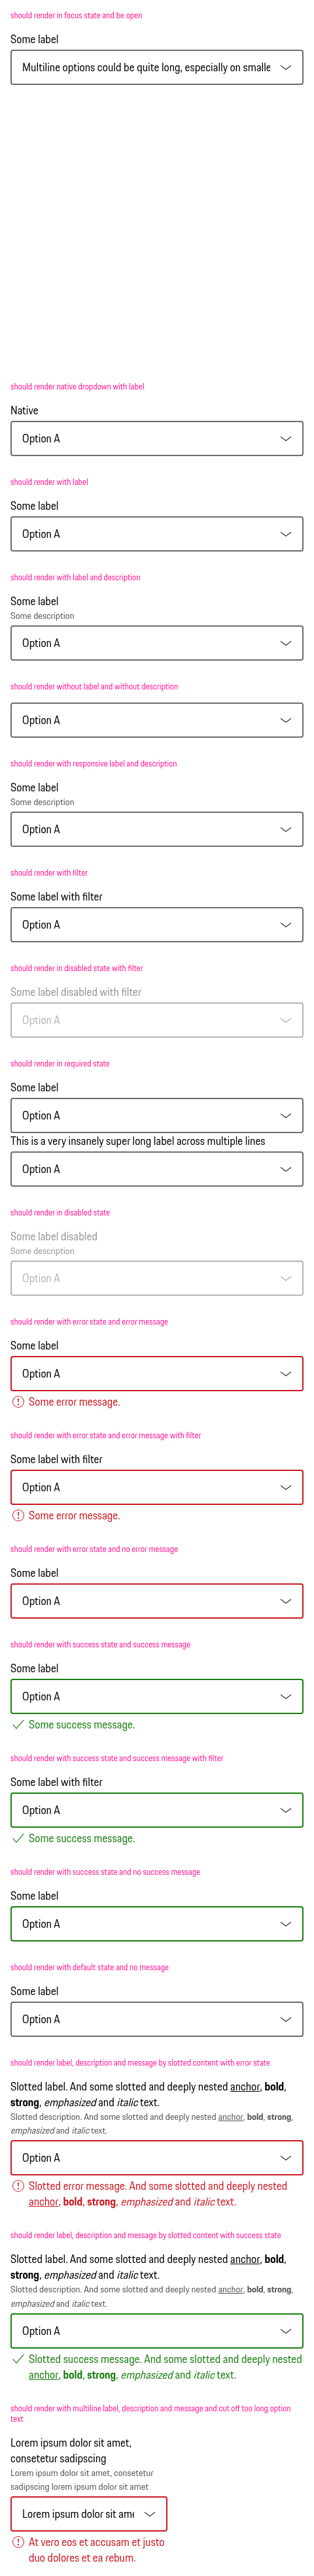 should render in focus state and be open
Some label
Multiline options could be quite long, especially on smalle
should render native dropdown with label
Native
Option A
should render with label
Some label
Option A
should render with label and description
Some label
Some description
Option A
should render without label and without description
Option A
should render with responsive label and description
Some label
Some description
Option A
should render with filter
Some label with filter
Option A
should render in disabled state with filter
Some label disabled with filter
Option A
should render in required state
Some label
Option A
This is a very insanely super long label across multiple lines
Option A
should render in disabled state
Some label disabled
Some description
Option A
should render with error state and error message
Some label
Option A
Some error message.
should render with error state and error message with filter
Some label with filter
Option A
Some error message.
should render with error state and no error message
Some label
Option A
should render with success state and success message
Some label
Option A
Some success message.
should render with success state and success message with filter
Some label with filter
Option A
Some success message.
should render with success state and no success message
Some label
Option A
should render with default state and no message
Some label
Option A
should render label, description and message by slotted content with error state
Slotted label. And some slotted and deeply nested anchor, bold,
strong, emphasized and italic text.
Slotted description. And some slotted and deeply nested anchor, bold, strong,
emphasized and italic text.
Option A
Slotted error message. And some slotted and deeply nested
anchor, bold, strong, emphasized and italic text.
should render label, description and message by slotted content with success state
Slotted label. And some slotted and deeply nested anchor, bold,
strong, emphasized and italic text.
Slotted description. And some slotted and deeply nested anchor, bold, strong,
emphasized and italic text.
Option A
Slotted success message. And some slotted and deeply nested
anchor, bold, strong, emphasized and italic text.
should render with multiline label, description and message and cut off too long option
text
Lorem ipsum dolor sit amet,
consetetur sadipscing
Lorem ipsum dolor sit amet, consetetur
sadipscing lorem ipsum dolor sit amet
Lorem ipsum dolor sit ame
At vero eos et accusam et justo
duo dolores et ea rebum.